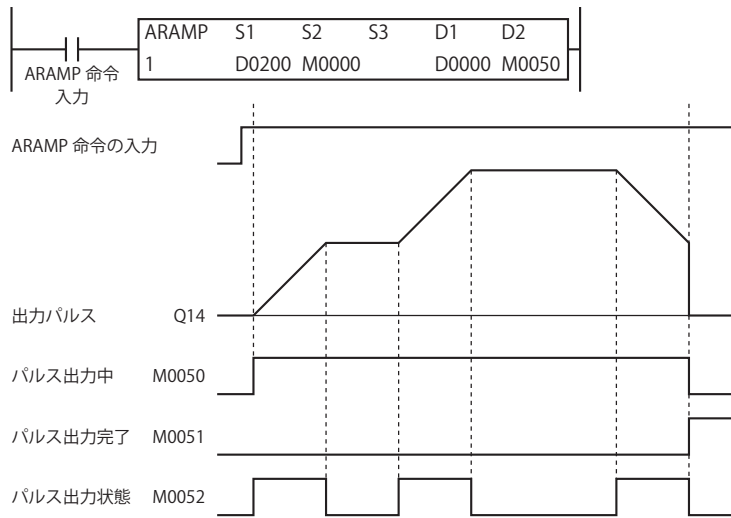 ARAMP S1 S2 S3 D1 D2
1 D0200 M0000 D0000 M0050
ARAMP 命令
入力
ARAMP 命令の入力
出力パルス Q14
パルス出力中 M0050
パルス出力完了 M0051
パルス出力状態 M0052